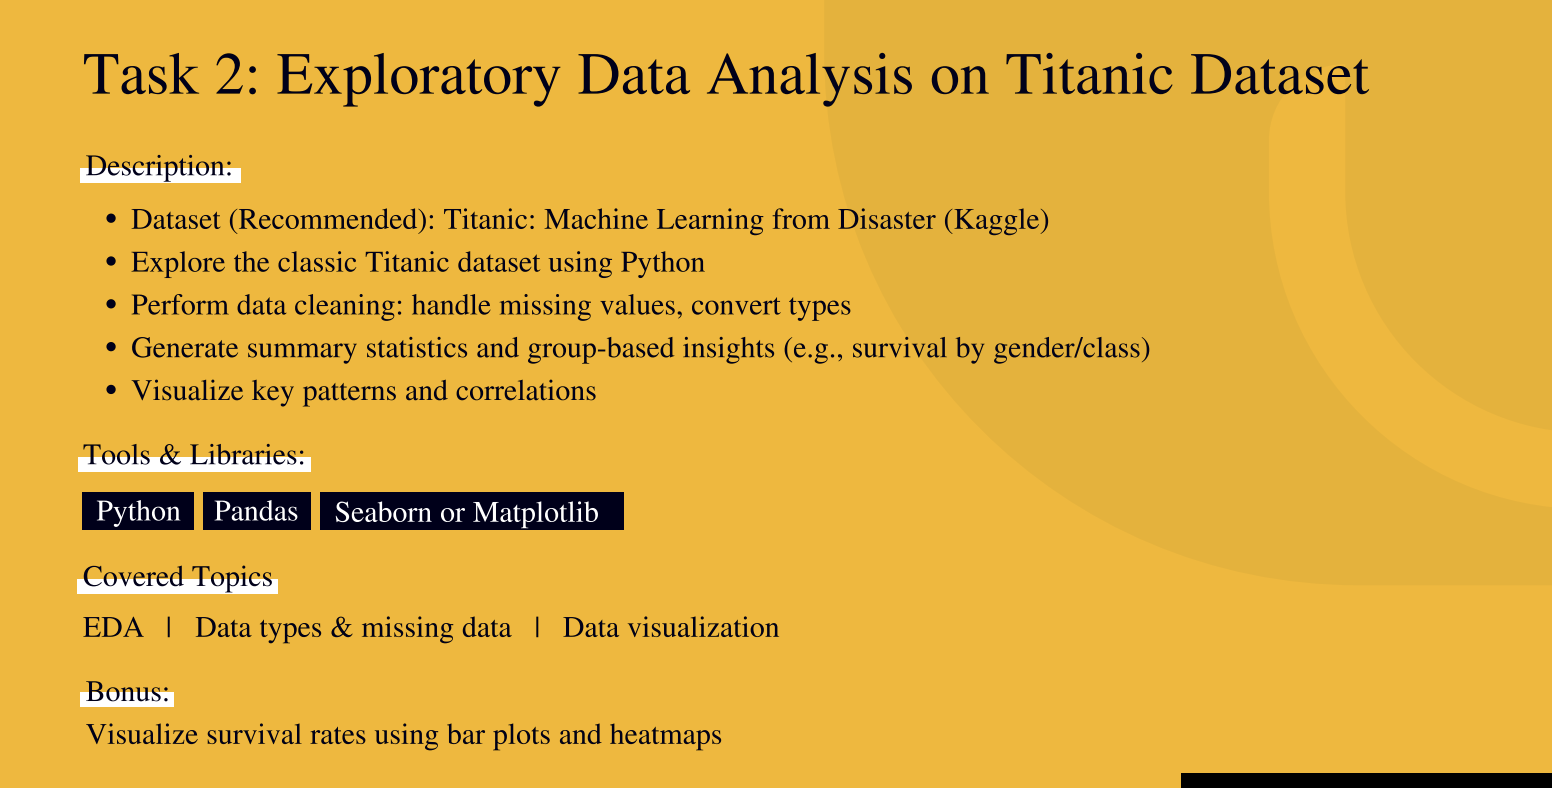 Task 2: Exploratory Data Analysis on Titanic Dataset
Description:
• Dataset (Recommended): Titanic: Machine Learning from Disaster (Kaggle)
• Explore the classic Titanic dataset using Python
• Perform data cleaning: handle missing values, convert types
• Generate summary statistics and group-based insights (e.g., survival by gender/class)
• Visualize key patterns and correlations
Tools & Libraries:
Python Pandas Seaborn or Matplotlib
Covered Topics
EDA | Data types & missing data | Data visualization
Bonus:
Visualize survival rates using bar plots and heatmaps